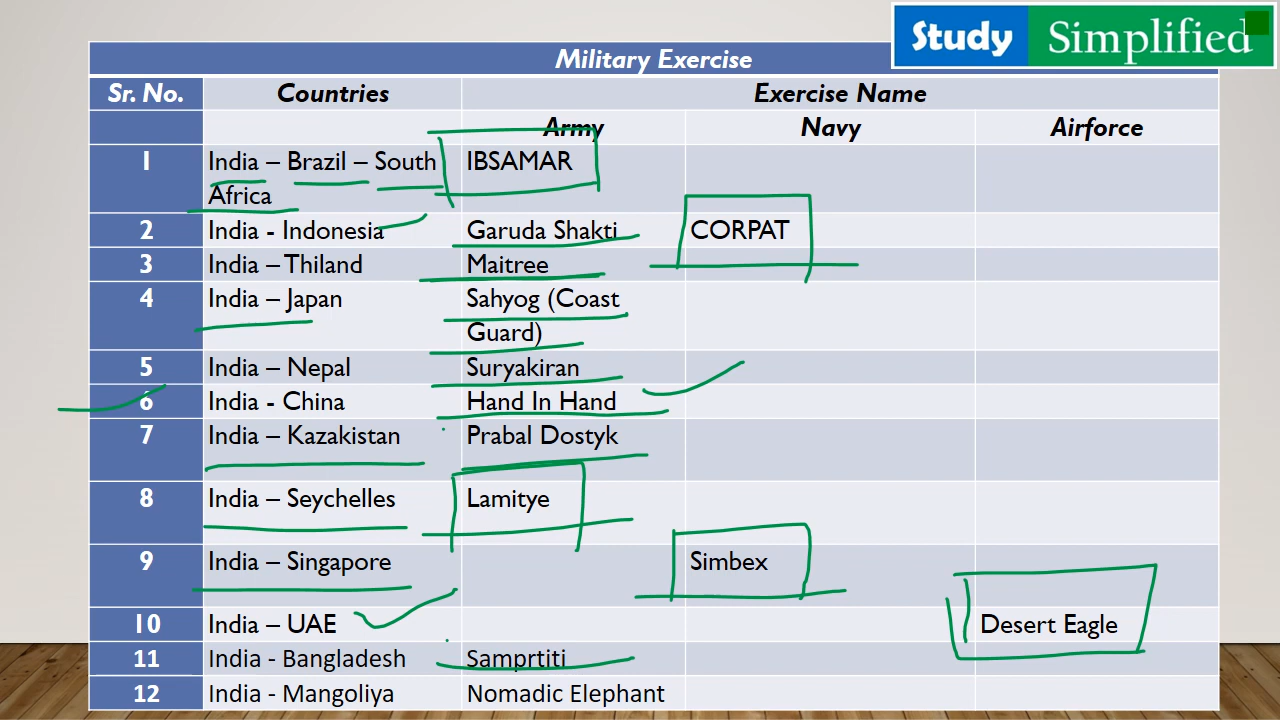 Study Simplified
Military Exercise
Sr. No. Countries Exercise Name
Army Navy Airforce
1 India – Brazil – South IBSAMAR
Africa
2 India - Indonesia Garuda Shakti CORPAT
3 India – Thiland Maitree
4 India – Japan Sahyog (Coast
Guard)
5 India – Nepal Suryakiran
6 India - China Hand In Hand
7 India – Kazakistan Prabal Dostyk
8 India – Seychelles Lamitye
9 India – Singapore Simbex
10 India – UAE Desert Eagle
11 India - Bangladesh Samprtiti
12 India - Mangoliya Nomadic Elephant